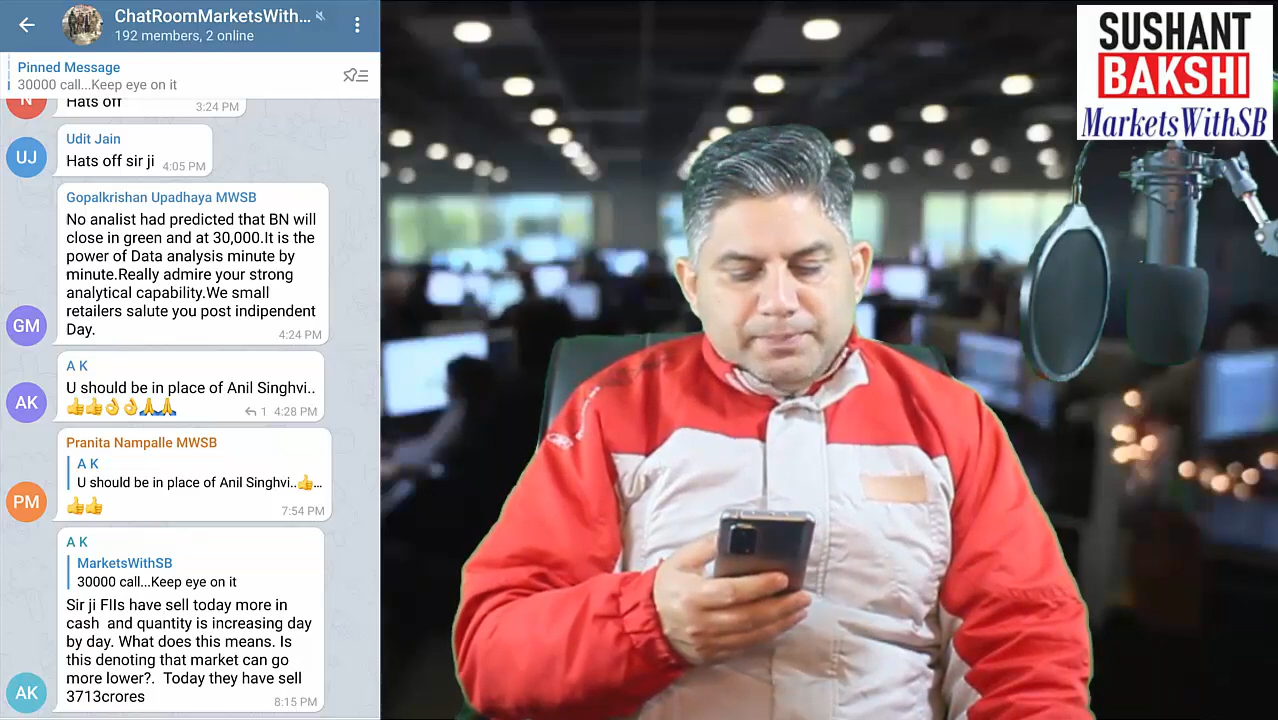 ChatRoomMarketsWith...
192 members, 2 online
Pinned Message
30000 call...Keep eye on it
N
Hats off
3:24 PM
UJ
Udit Jain
Hats off sir ji 4:05 PM
Gopalkrishan Upadhaya MWSB
No analist had predicted that BN will
close in green and at 30,000.It is the
power of Data analysis minute by
minute.Really admire your strong
analytical capability.We small
retailers salute you post indipendent
Day.
4:24 PM
GM
A K
U should be in place of Anil Singhvi..
👍👍👌👌🙏🙏
1 4:28 PM
AK
Pranita Nampalle MWSB
A K
U should be in place of Anil Singhvi..👍...
👍👍
7:54 PM
PM
A K
MarketsWithSB
30000 call...Keep eye on it
Sir ji FIIs have sell today more in
cash and quantity is increasing day
by day. What does this means. Is
this denoting that market can go
more lower?. Today they have sell
3713crores
8:15 PM
AK
SUSHANT
BAKSHI
MarketsWithSB